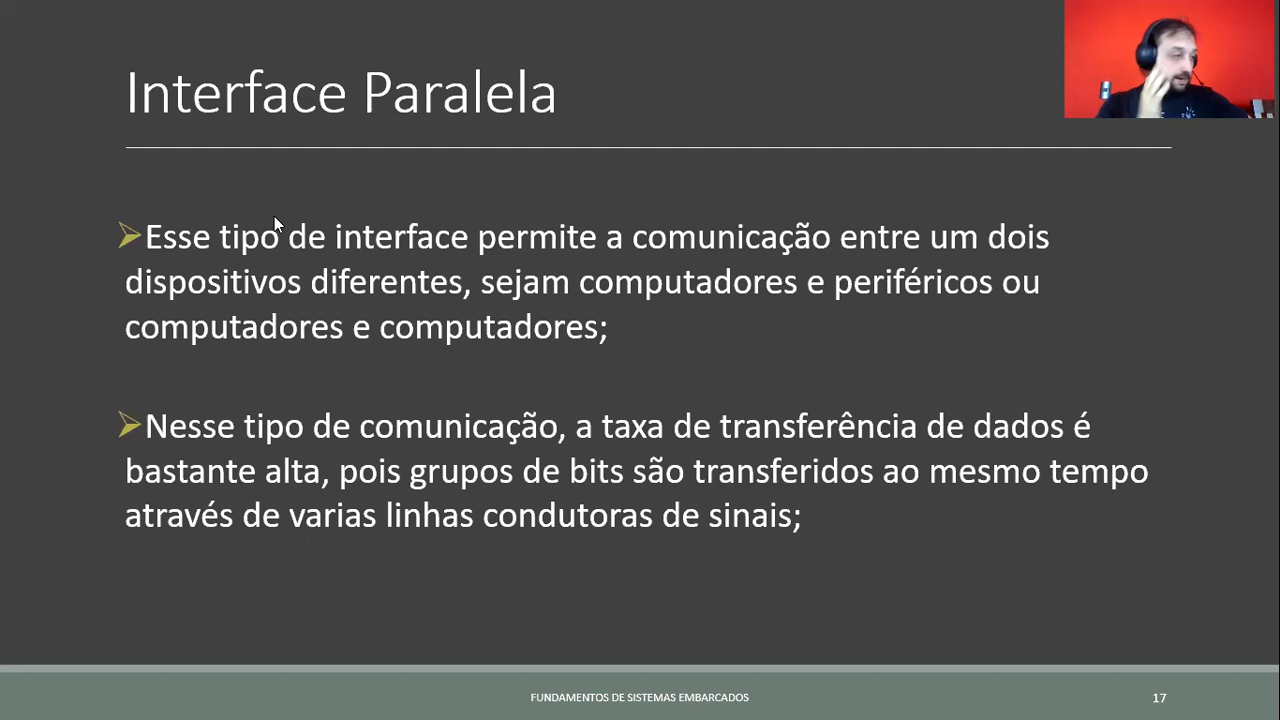 Interface Paralela
Esse tipo de interface permite a comunicação entre um dois
dispositivos diferentes, sejam computadores e periféricos ou
computadores e computadores;
Nesse tipo de comunicação, a taxa de transferência de dados é
bastante alta, pois grupos de bits são transferidos ao mesmo tempo
através de varias linhas condutoras de sinais;
FUNDAMENTOS DE SISTEMAS EMBARCADOS
17